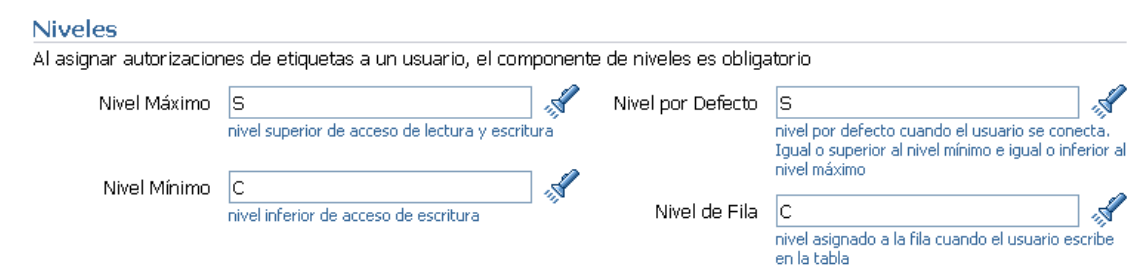 Niveles
Al asignar autorizaciones de etiquetas a un usuario, el componente de niveles es obligatorio
Nivel Máximo S
nivel superior de acceso de lectura y escritura
Nivel Mínimo C
nivel inferior de acceso de escritura
Nivel por Defecto S
nivel por defecto cuando el usuario se conecta.
Igual o superior al nivel mínimo e igual o inferior al
nivel máximo
Nivel de Fila C
nivel asignado a la fila cuando el usuario escribe
en la tabla